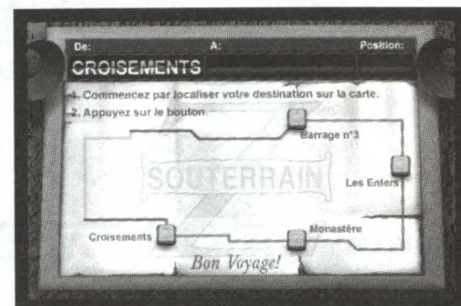 De: A: Position:
CROISEMENTS
1. Commencez par localiser votre destination sur la carte.
2. Appuyez sur le bouton.
Barrage n°3
SOUTERRAIN
Les Enfers
Croisements
Monastère
Bon Voyage!